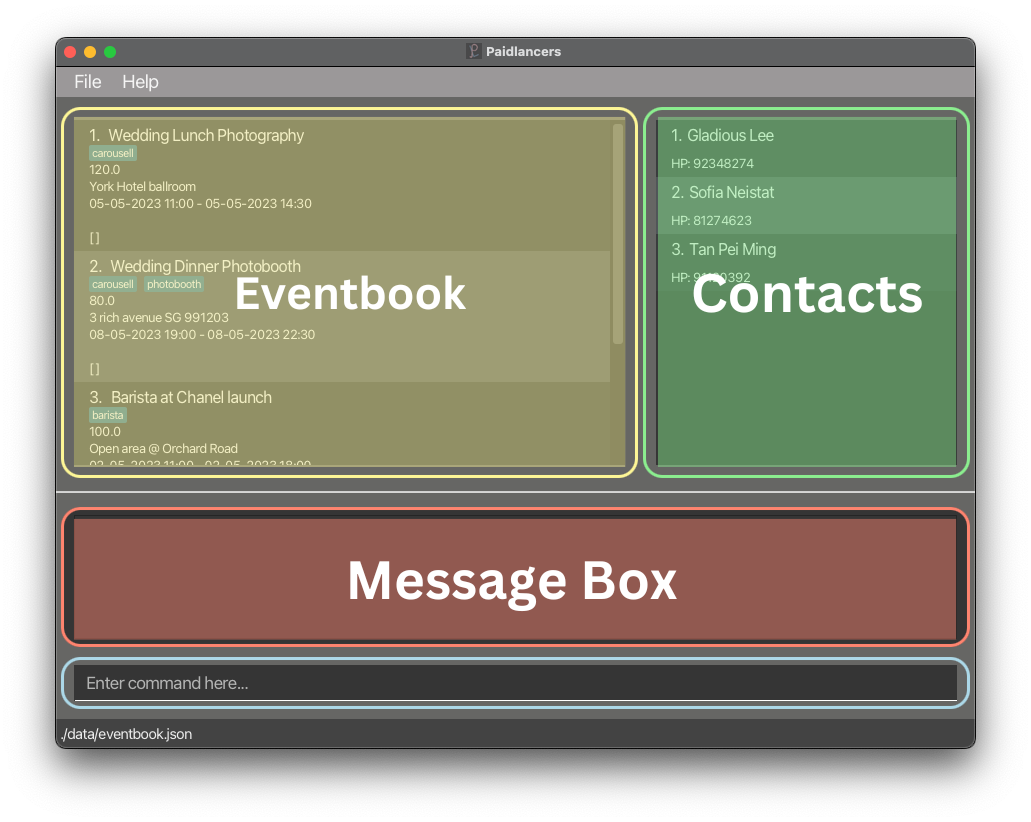 Paidlancers
File Help
1. Wedding Lunch Photography
carousell
120.0
York Hotel ballroom
05-05-2023 11:00 - 05-05-2023 14:30
[]
2. Wedding Dinner Photobooth
carousell photobooth
80.0
3 rich avenue SG 991203
08-05-2023 19:00 - 08-05-2023 22:30
[]
3. Barista at Chanel launch
barista
100.0
Open area @ Orchard Road
Eventbook
1. Gladious Lee
HP: 92348274
2. Sofia Neistat
HP: 81274623
3. Tan Pei Ming
HP:
Contacts
Message Box
Enter command here...
./data/eventbook.json